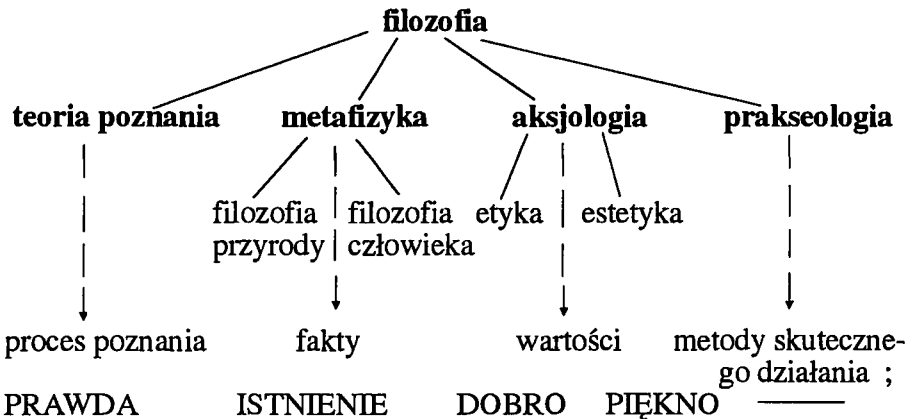 filozofia
teoria poznania metafizyka aksjologia prakseologia
filozofia filozofia etyka estetyka
przyrody człowieka
proces poznania fakty wartości metody skuteczne-
go działania ;
PRAWDA ISTNIENIE DOBRO PIĘKNO